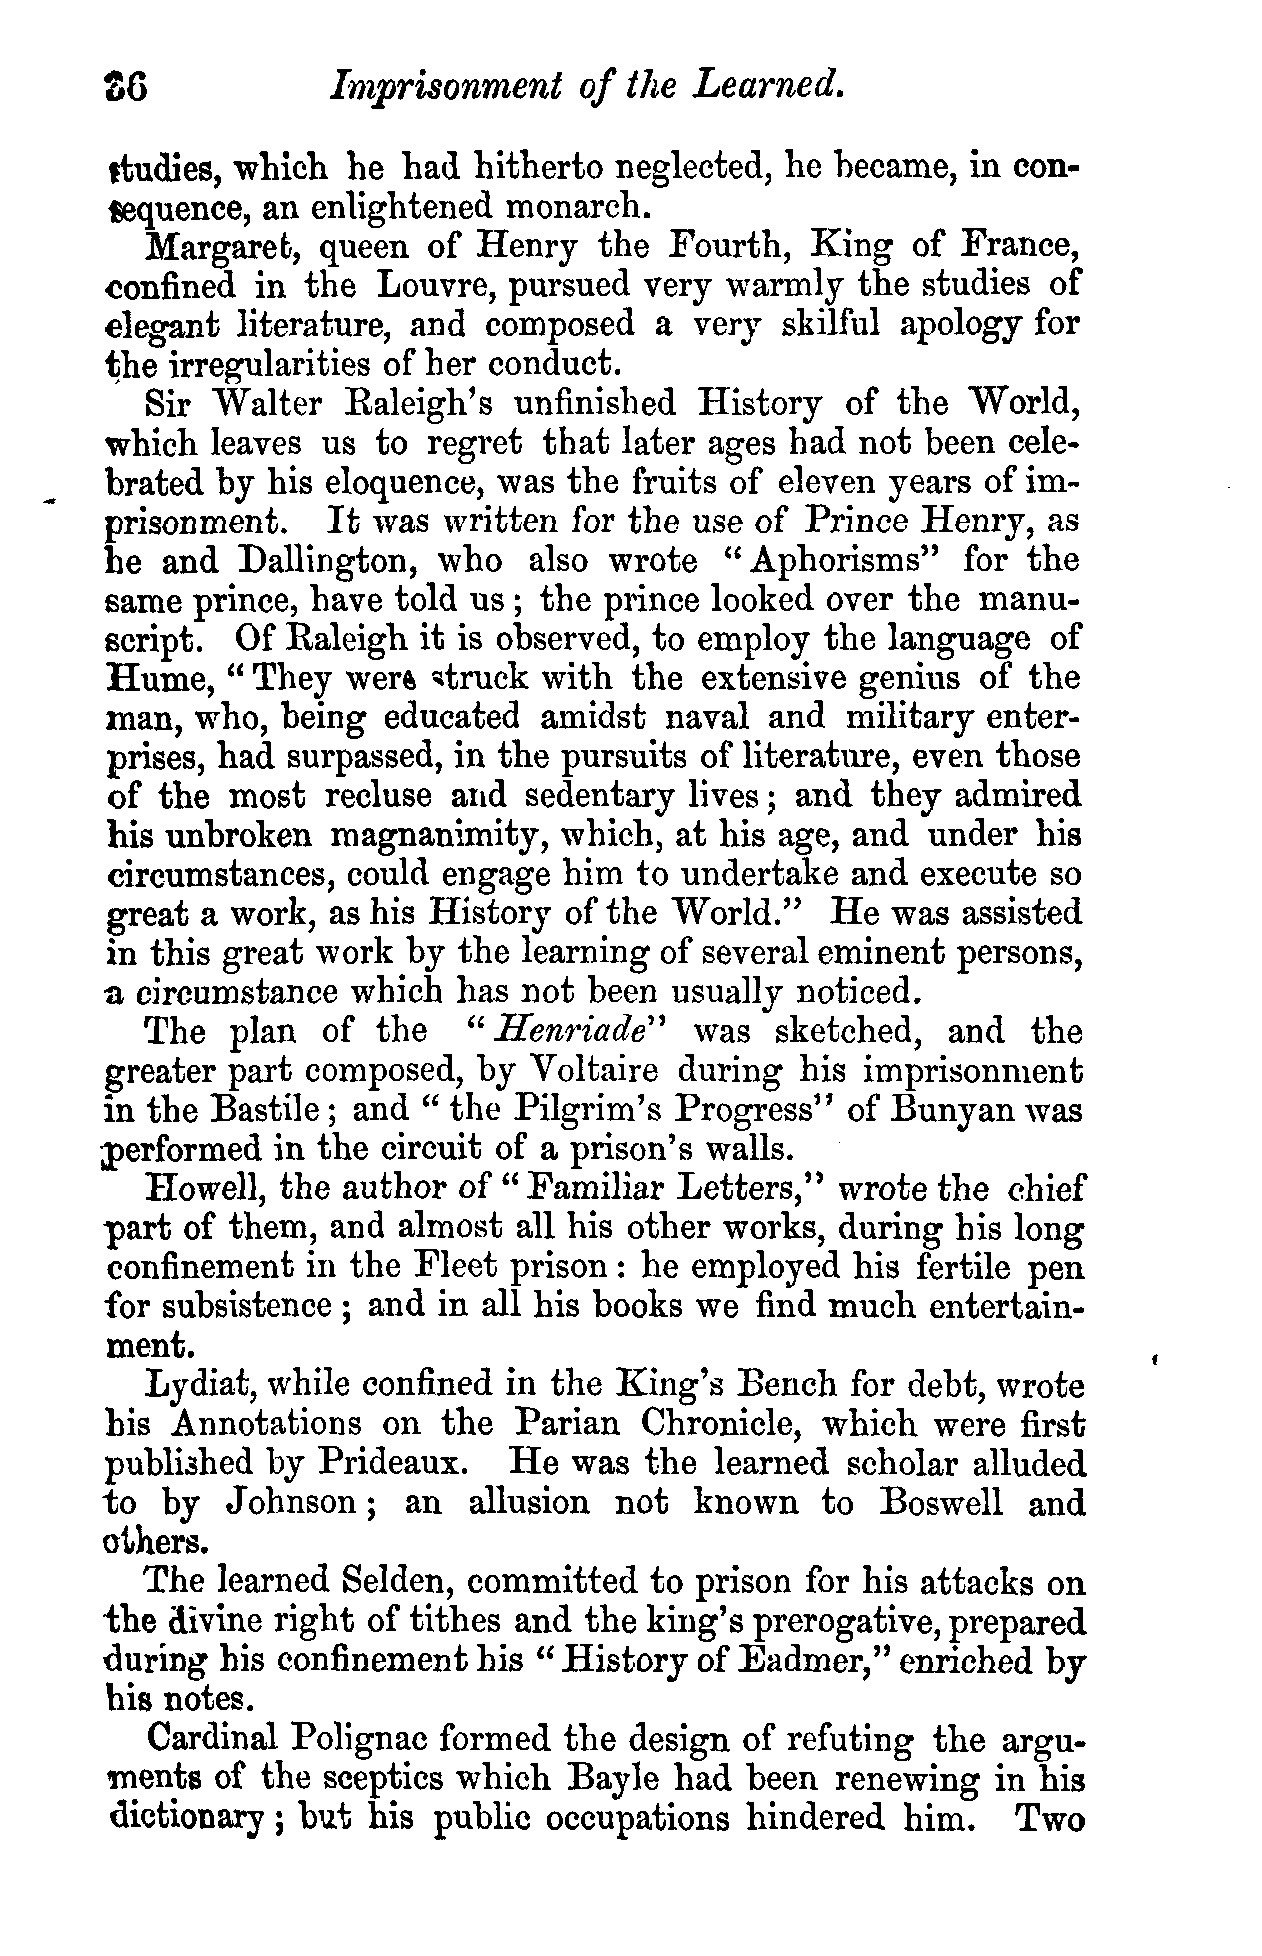 36 Imprisonment of the Learned.
studies, which he had hitherto neglected, he became, in con-
sequence, an enlightened monarch.
Margaret, queen of Henry the Fourth, King of France,
confined in the Louvre, pursued very warmly the studies of
elegant literature, and composed a very skilful apology for
the irregularities of her conduct.
Sir Walter Raleigh's unfinished History of the World,
which leaves us to regret that later ages had not been cele-
brated by his eloquence, was the fruits of eleven years of im-
prisonment. It was written for the use of Prince Henry, as
he and Dallington, who also wrote "Aphorisms" for the
same prince, have told us; the prince looked over the manu-
script. Of Raleigh it is observed, to employ the language of
Hume, "They were struck with the extensive genius of the
man, who, being educated amidst naval and military enter-
prises, had surpassed, in the pursuits of literature, even those
of the most recluse and sedentary lives; and they admired
his unbroken magnanimity, which, at his age, and under his
circumstances, could engage him to undertake and execute so
great a work, as his History of the World." He was assisted
in this great work by the learning of several eminent persons,
a circumstance which has not been usually noticed.
The plan of the "Henriade" was sketched, and the
greater part composed, by Voltaire during his imprisonment
in the Bastile; and "the Pilgrim's Progress" of Bunyan was
performed in the circuit of a prison's walls.
Howell, the author of "Familiar Letters," wrote the chief
part of them, and almost all his other works, during his long
confinement in the Fleet prison: he employed his fertile pen
for subsistence; and in all his books we find much entertain-
ment.
Lydiat, while confined in the King's Bench for debt, wrote
his Annotations on the Parian Chronicle, which were first
published by Prideaux. He was the learned scholar alluded
to by Johnson; an allusion not known to Boswell and
others.
The learned Selden, committed to prison for his attacks on
the divine right of tithes and the king's prerogative, prepared
during his confinement his "History of Eadmer," enriched by
his notes.
Cardinal Polignac formed the design of refuting the argu-
ments of the sceptics which Bayle had been renewing in his
dictionary; but his public occupations hindered him. Two